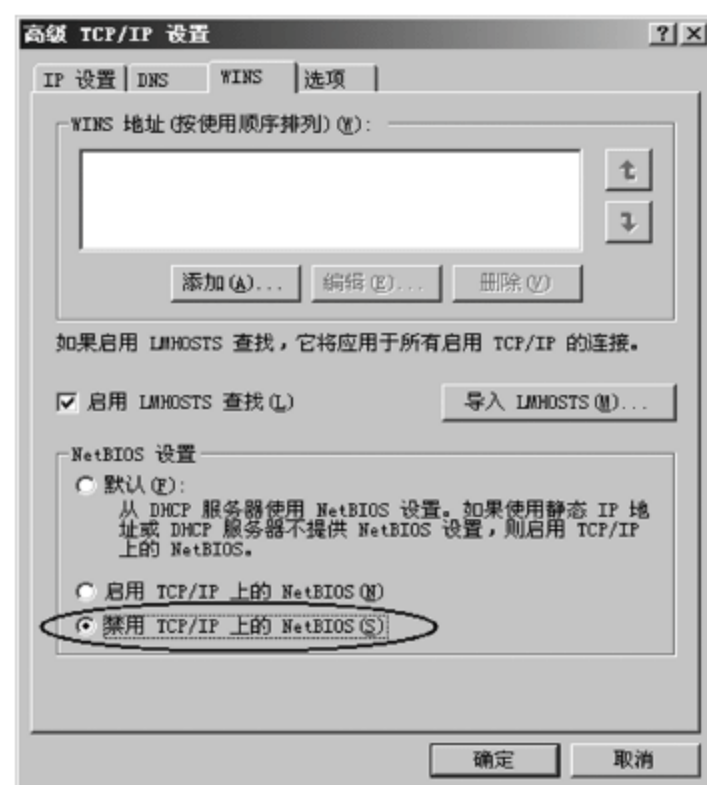 高级 TCP/IP 设置
IP 设置 DNS WINS 选项
WINS 地址(按使用顺序排列)(W):
添加(A)... 编辑(E)... 删除(V)
如果启用 LMHOSTS 查找，它将应用于所有启用 TCP/IP 的连接。
启用 LMHOSTS 查找(L) 导入 LMHOSTS(M)...
NetBIOS 设置
默认(F):
从 DHCP 服务器使用 NetBIOS 设置。如果使用静态 IP 地
址或 DHCP 服务器不提供 NetBIOS 设置，则启用 TCP/IP
上的 NetBIOS。
启用 TCP/IP 上的 NetBIOS(N)
禁用 TCP/IP 上的 NetBIOS(S)
确定 取消